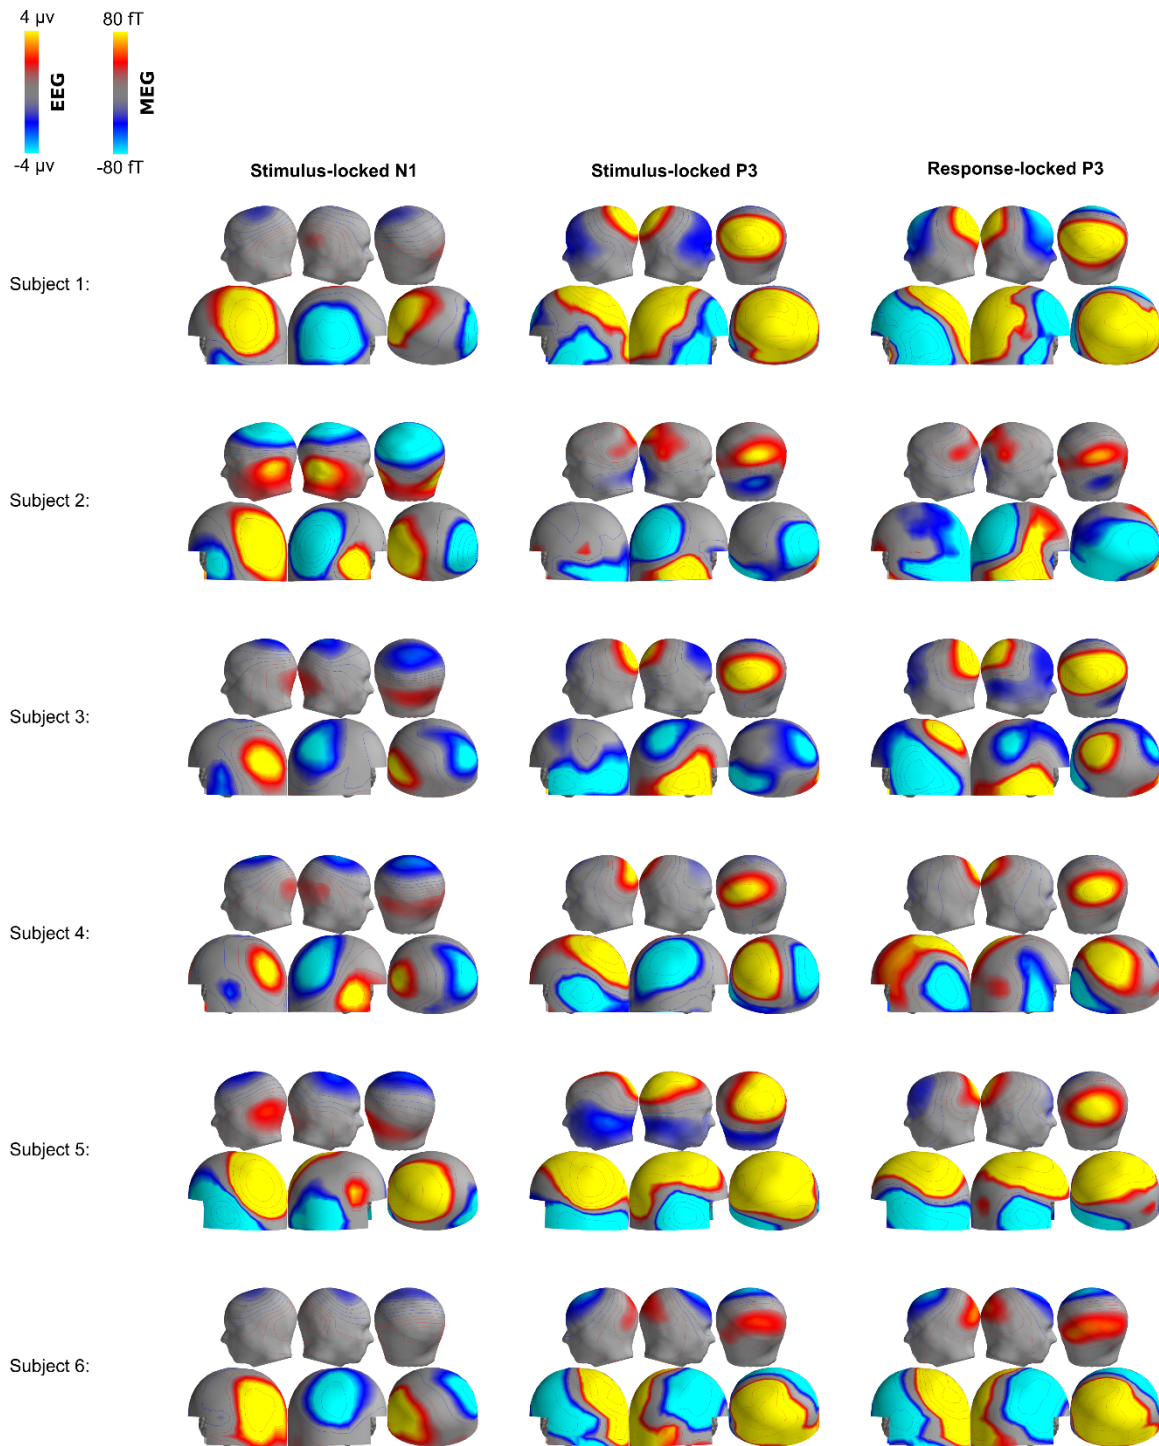 4 μv 80 fT
EEG MEG
-4 μv -80 fT
Stimulus-locked N1 Stimulus-locked P3 Response-locked P3
Subject 1:
Subject 2:
Subject 3:
Subject 4:
Subject 5:
Subject 6: